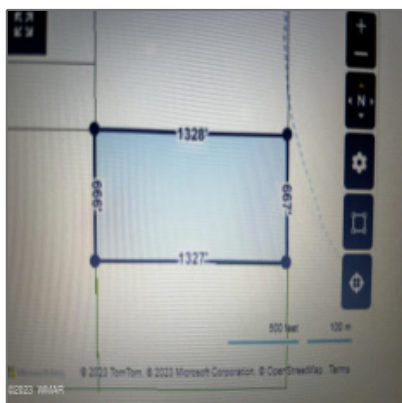 N
1328'
666'
667'
1327'
500 feet 100 m
© 2023 TomTom, © 2023 Microsoft Corporation, © OpenStreetMap Terms
©2023 WMAR